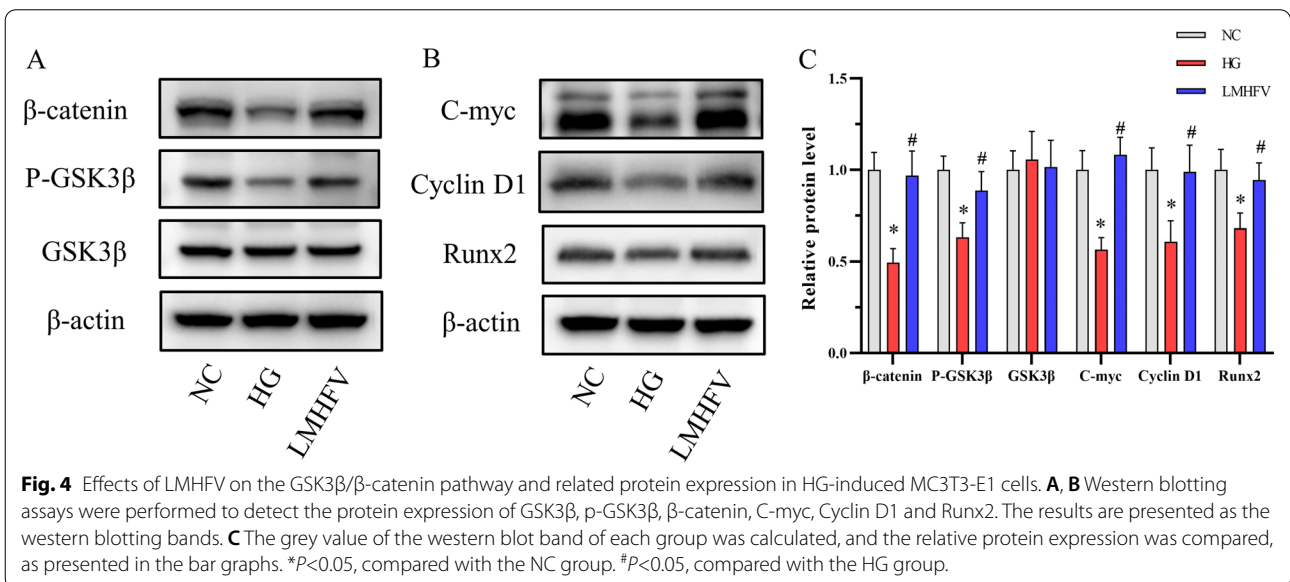 A
β-catenin
P-GSK3β
GSK3β
β-actin
NC
HG
LMHFV
B
C-myc
Cyclin D1
Runx2
β-actin
NC
HG
LMHFV
C
NC
HG
LMHFV
Relative protein level
1.5
1.0
0.5
0.0
* # * # * # * # * #
β-catenin P-GSK3β GSK3β C-myc Cyclin D1 Runx2
Fig. 4 Effects of LMHFV on the GSK3β/β-catenin pathway and related protein expression in HG-induced MC3T3-E1 cells. A, B Western blotting
assays were performed to detect the protein expression of GSK3β, p-GSK3β, β-catenin, C-myc, Cyclin D1 and Runx2. The results are presented as the
western blotting bands. C The grey value of the western blot band of each group was calculated, and the relative protein expression was compared,
as presented in the bar graphs. *P<0.05, compared with the NC group. #P<0.05, compared with the HG group.